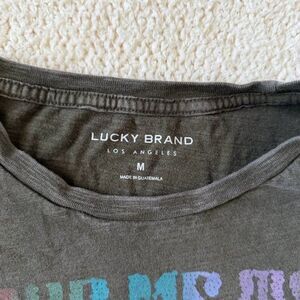 LUCKY BRAND
LOS ANGELES
M
MADE IN GUATEMALA